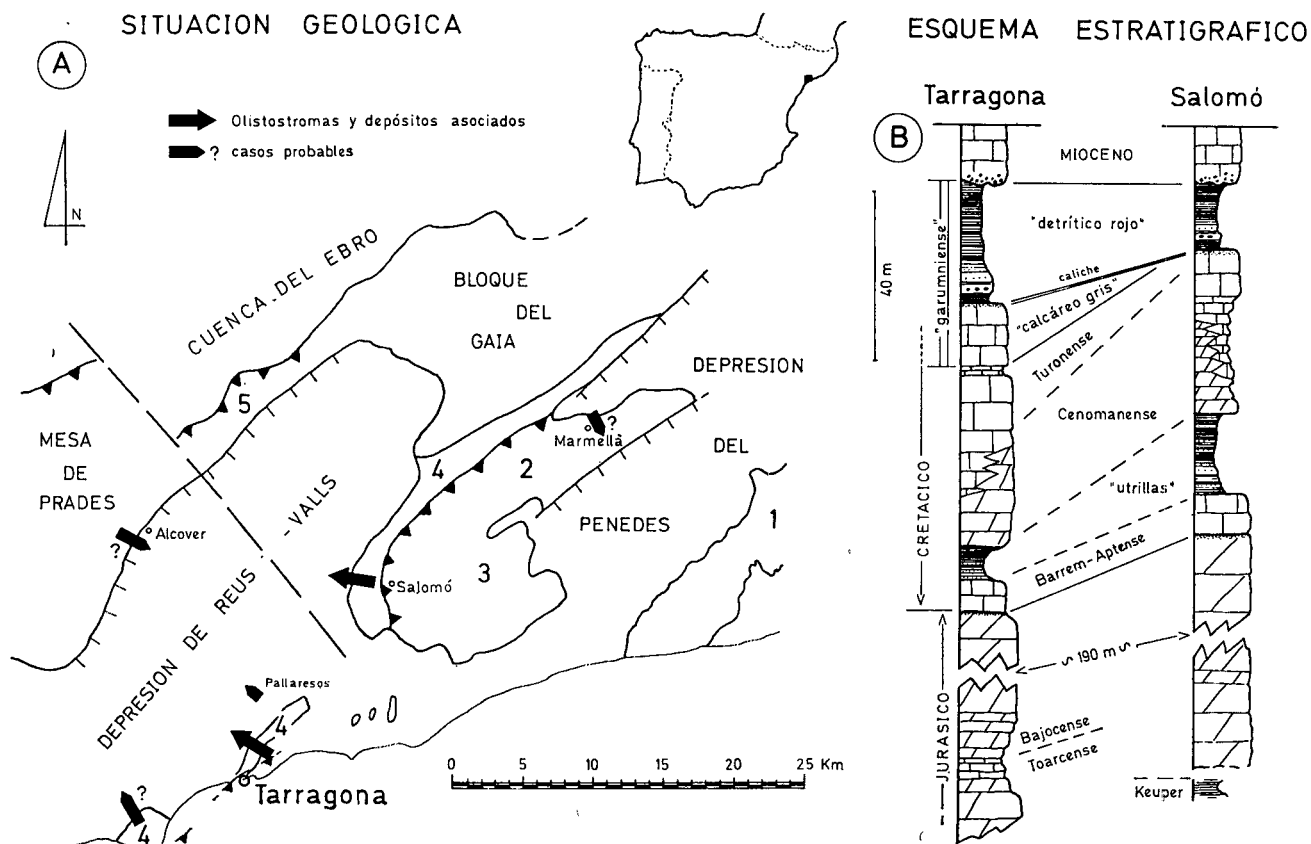 SITUACION GEOLOGICA
A
Olistostromas y depósitos asociados
? casos probables
N
CUENCA DEL EBRO
BLOQUE
DEL
GAIA
DEPRESION
DEL
PENEDES
MESA
DE
PRADES
5
4
2
Marmellà
?
1
3
Alcover
?
Salomó
DEPRESION DE REUS - VALLS
Pallaresos
4
Tarragona
?
4
0 5 10 15 20 25 Km
ESQUEMA ESTRATIGRAFICO
B
Tarragona
Salomó
MIOCENO
"detrítico rojo"
caliche
"calcáreo gris"
"garumniense"
40 m
Turonense
Cenomanense
"utrillas"
Barrem-Aptense
CRETACICO
190 m
JURASICO
Bajocense
Toarcense
Keuper